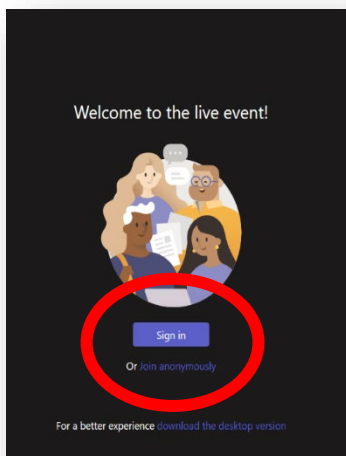 Welcome to the live event!
Sign in
Or Join anonymously
For a better experience download the desktop version